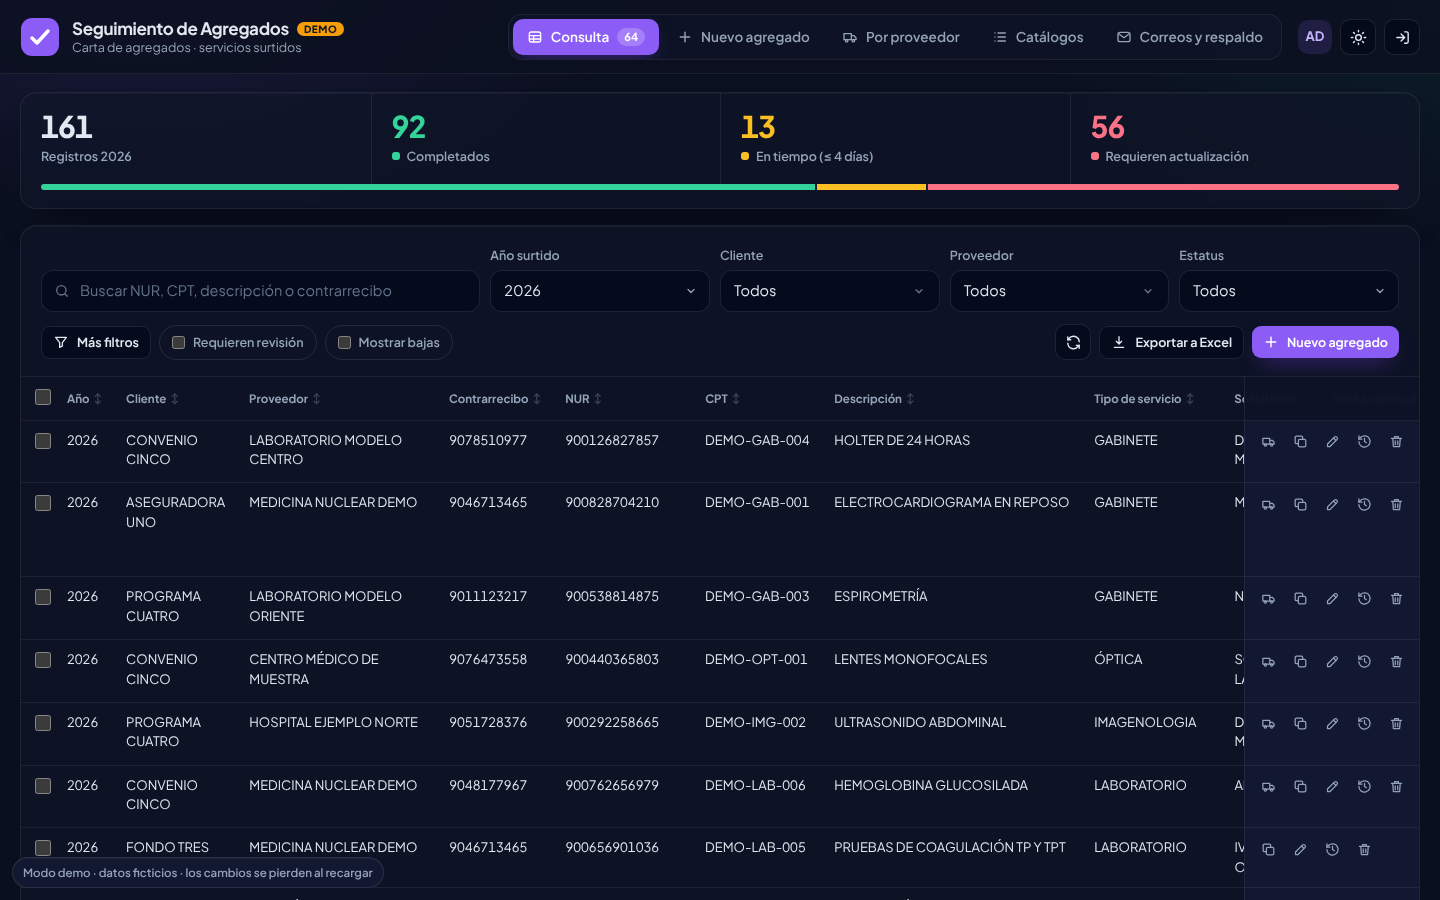 Seguimiento de Agregados DEMO
Carta de agregados · servicios surtidos
Consulta 64
Nuevo agregado
Por proveedor
Catálogos
Correos y respaldo
AD
161
Registros 2026
92
Completados
13
En tiempo (≤ 4 días)
56
Requieren actualización
Buscar NUR, CPT, descripción o contrarrecibo
Año surtido
2026
Cliente
Todos
Proveedor
Todos
Estatus
Todos
Más filtros
Requieren revisión
Mostrar bajas
Exportar a Excel
Nuevo agregado
Año Cliente Proveedor Contrarrecibo NUR CPT Descripción Tipo de servicio
2026 CONVENIO CINCO LABORATORIO MODELO CENTRO 9078510977 900126827857 DEMO-GAB-004 HOLTER DE 24 HORAS GABINETE
2026 ASEGURADORA UNO MEDICINA NUCLEAR DEMO 9046713465 900828704210 DEMO-GAB-001 ELECTROCARDIOGRAMA EN REPOSO GABINETE
2026 PROGRAMA CUATRO LABORATORIO MODELO ORIENTE 9011123217 900538814875 DEMO-GAB-003 ESPIROMETRÍA GABINETE
2026 CONVENIO CINCO CENTRO MÉDICO DE MUESTRA 9076473558 900440365803 DEMO-OPT-001 LENTES MONOFOCALES ÓPTICA
2026 PROGRAMA CUATRO HOSPITAL EJEMPLO NORTE 9051728376 900292258665 DEMO-IMG-002 ULTRASONIDO ABDOMINAL IMAGENOLOGIA
2026 CONVENIO CINCO MEDICINA NUCLEAR DEMO 9048177967 900762656979 DEMO-LAB-006 HEMOGLOBINA GLUCOSILADA LABORATORIO
2026 FONDO TRES MEDICINA NUCLEAR DEMO 9046713465 900656901036 DEMO-LAB-005 PRUEBAS DE COAGULACIÓN TP Y TPT LABORATORIO
Modo demo · datos ficticios · los cambios se pierden al recargar